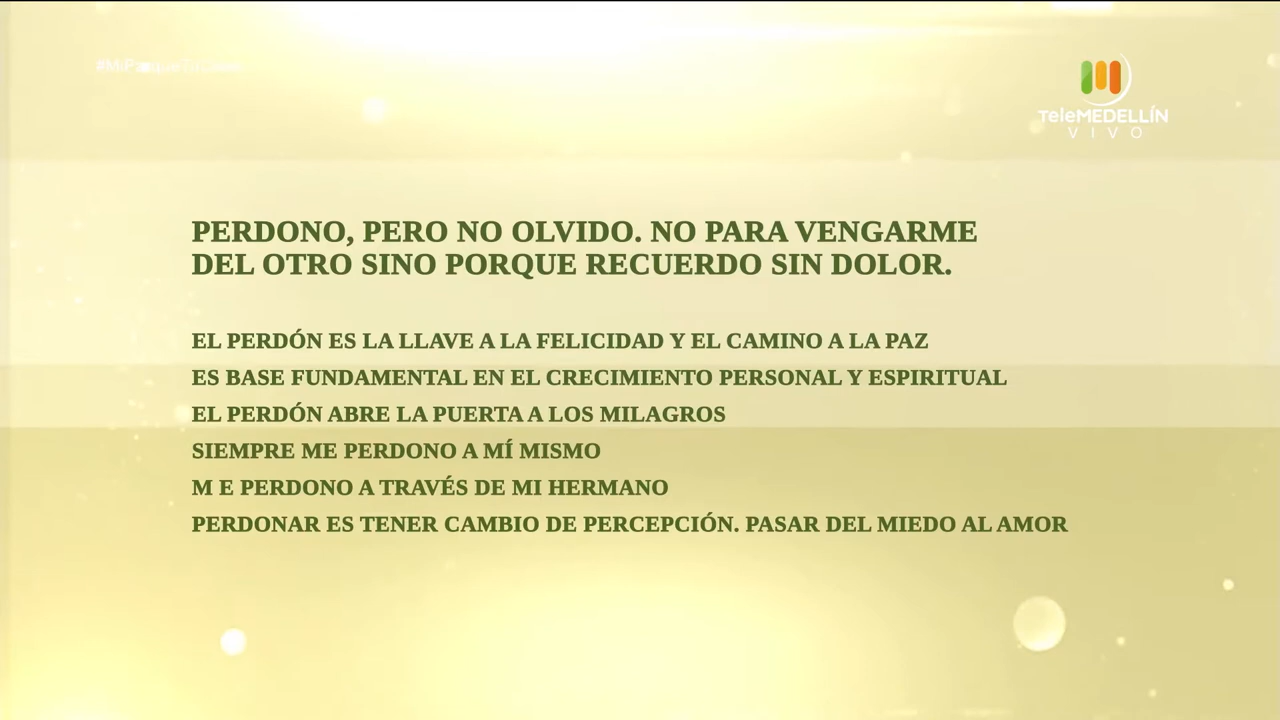 TeleMEDELLÍN
VIVO
PERDONO, PERO NO OLVIDO. NO PARA VENGARME
DEL OTRO SINO PORQUE RECUERDO SIN DOLOR.
EL PERDÓN ES LA LLAVE A LA FELICIDAD Y EL CAMINO A LA PAZ
ES BASE FUNDAMENTAL EN EL CRECIMIENTO PERSONAL Y ESPIRITUAL
EL PERDÓN ABRE LA PUERTA A LOS MILAGROS
SIEMPRE ME PERDONO A MÍ MISMO
M E PERDONO A TRAVÉS DE MI HERMANO
PERDONAR ES TENER CAMBIO DE PERCEPCIÓN. PASAR DEL MIEDO AL AMOR